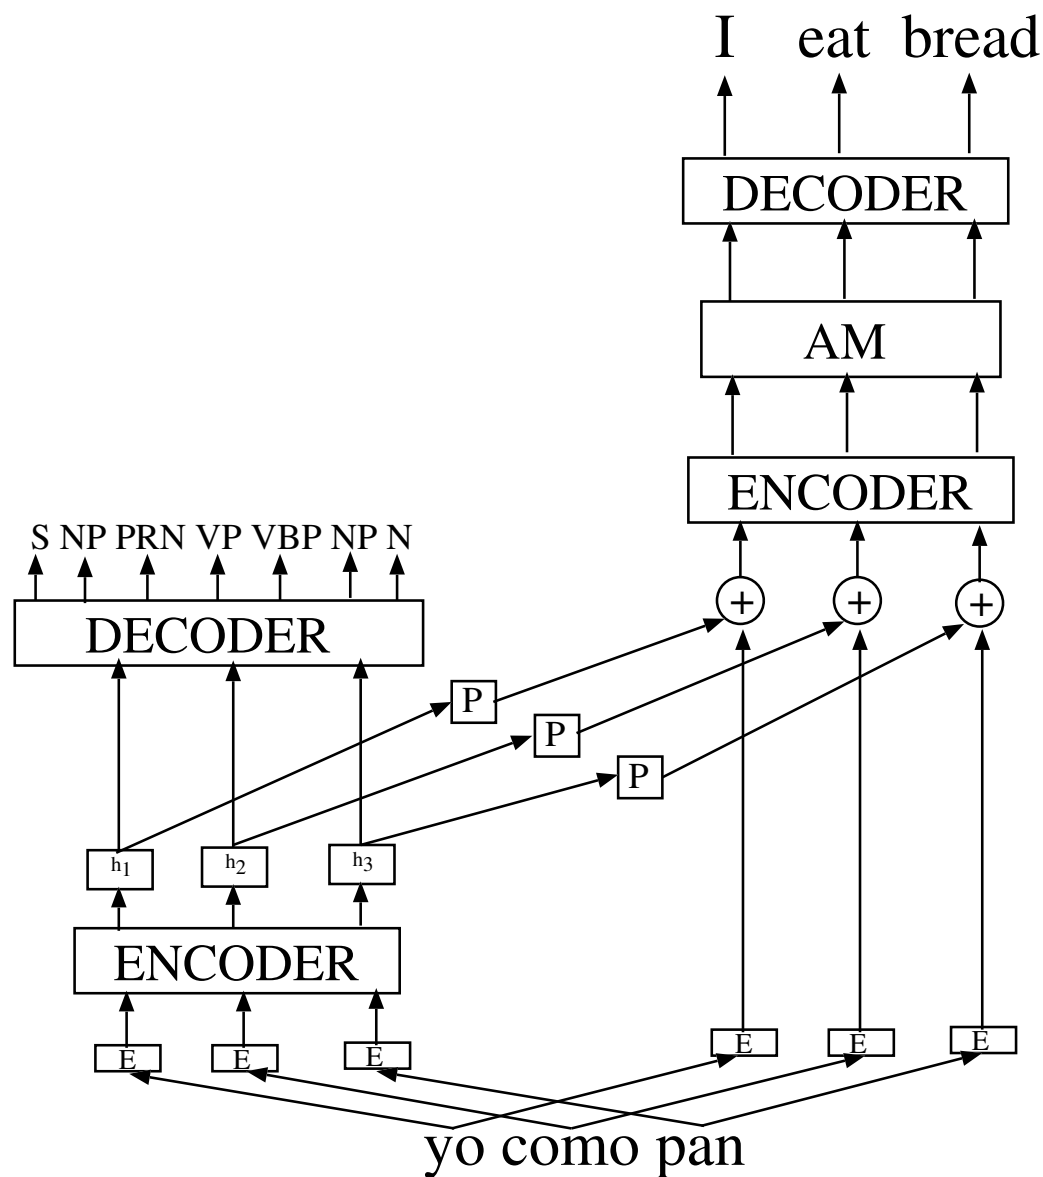 I eat bread
DECODER
AM
ENCODER
S NP PRN VP VBP NP N
+ + +
DECODER
P
P
P
h1 h2 h3
ENCODER
E E E E E E
yo como pan